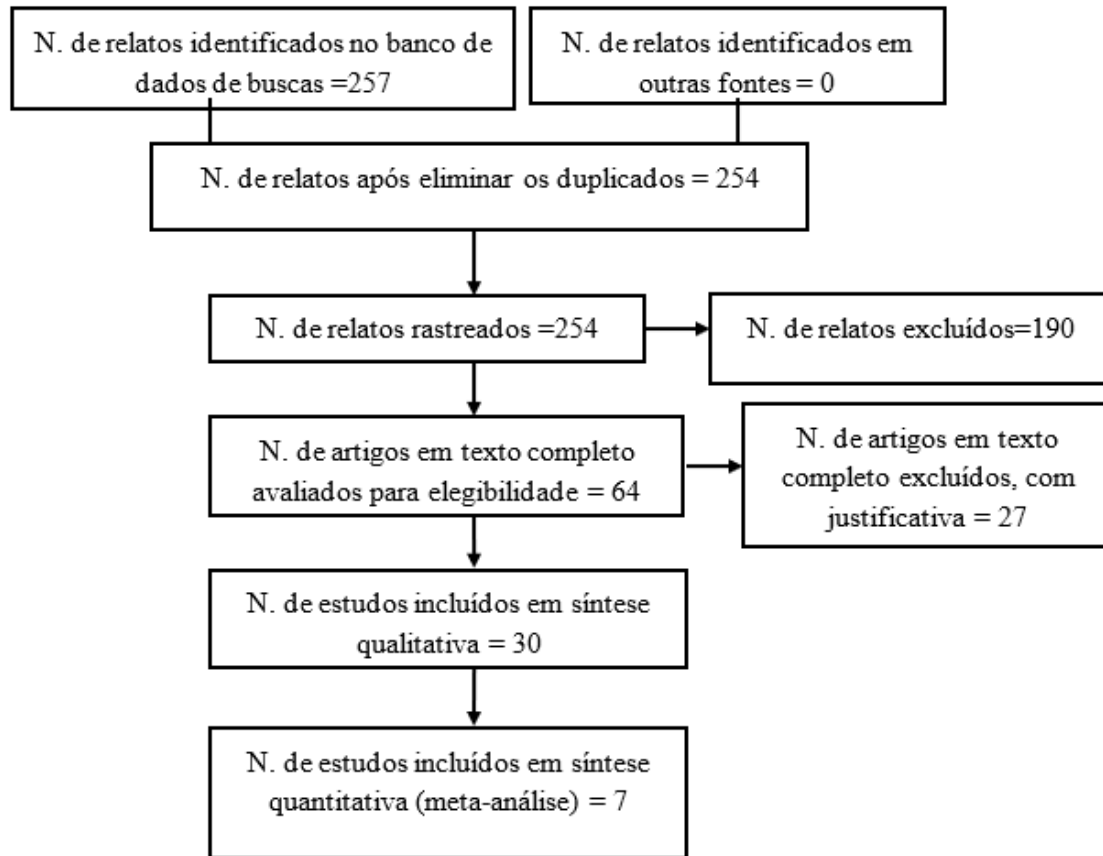 N. de relatos identificados no banco de
dados de buscas =257
N. de relatos identificados em
outras fontes = 0
N. de relatos após eliminar os duplicados = 254
N. de relatos rastreados =254
N. de relatos excluídos=190
N. de artigos em texto completo
avaliados para elegibilidade = 64
N. de artigos em texto
completo excluídos, com
justificativa = 27
N. de estudos incluídos em síntese
qualitativa = 30
N. de estudos incluídos em síntese
quantitativa (meta-análise) = 7